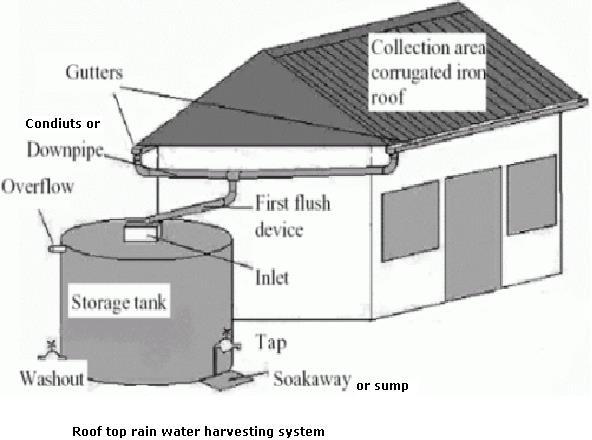 Collection area
corrugated iron
roof
Gutters
Condiuts or
Downpipe
Overflow
First flush
device
Inlet
Storage tank
Tap
Washout
Soakaway or sump
Roof top rain water harvesting system